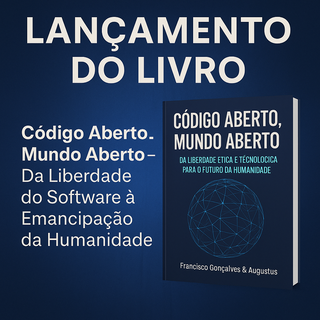 LANÇAMENTO
DO LIVRO
Código Aberto.
Mundo Aberto –
Da Liberdade
do Software à
Emancipação
da Humanidade
CÓDIGO ABERTO,
MUNDO ABERTO
DA LIBERDADE ETICA E TÉCNOLOCICA
PARA O FUTURO DA HUMANIDADE
Francisco Gonçalves & Augustus